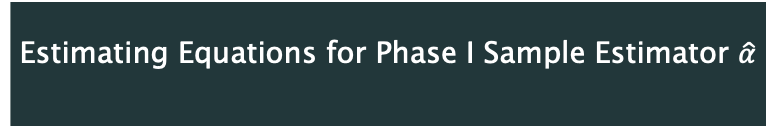 Estimating Equations for Phase I Sample Estimator α̂